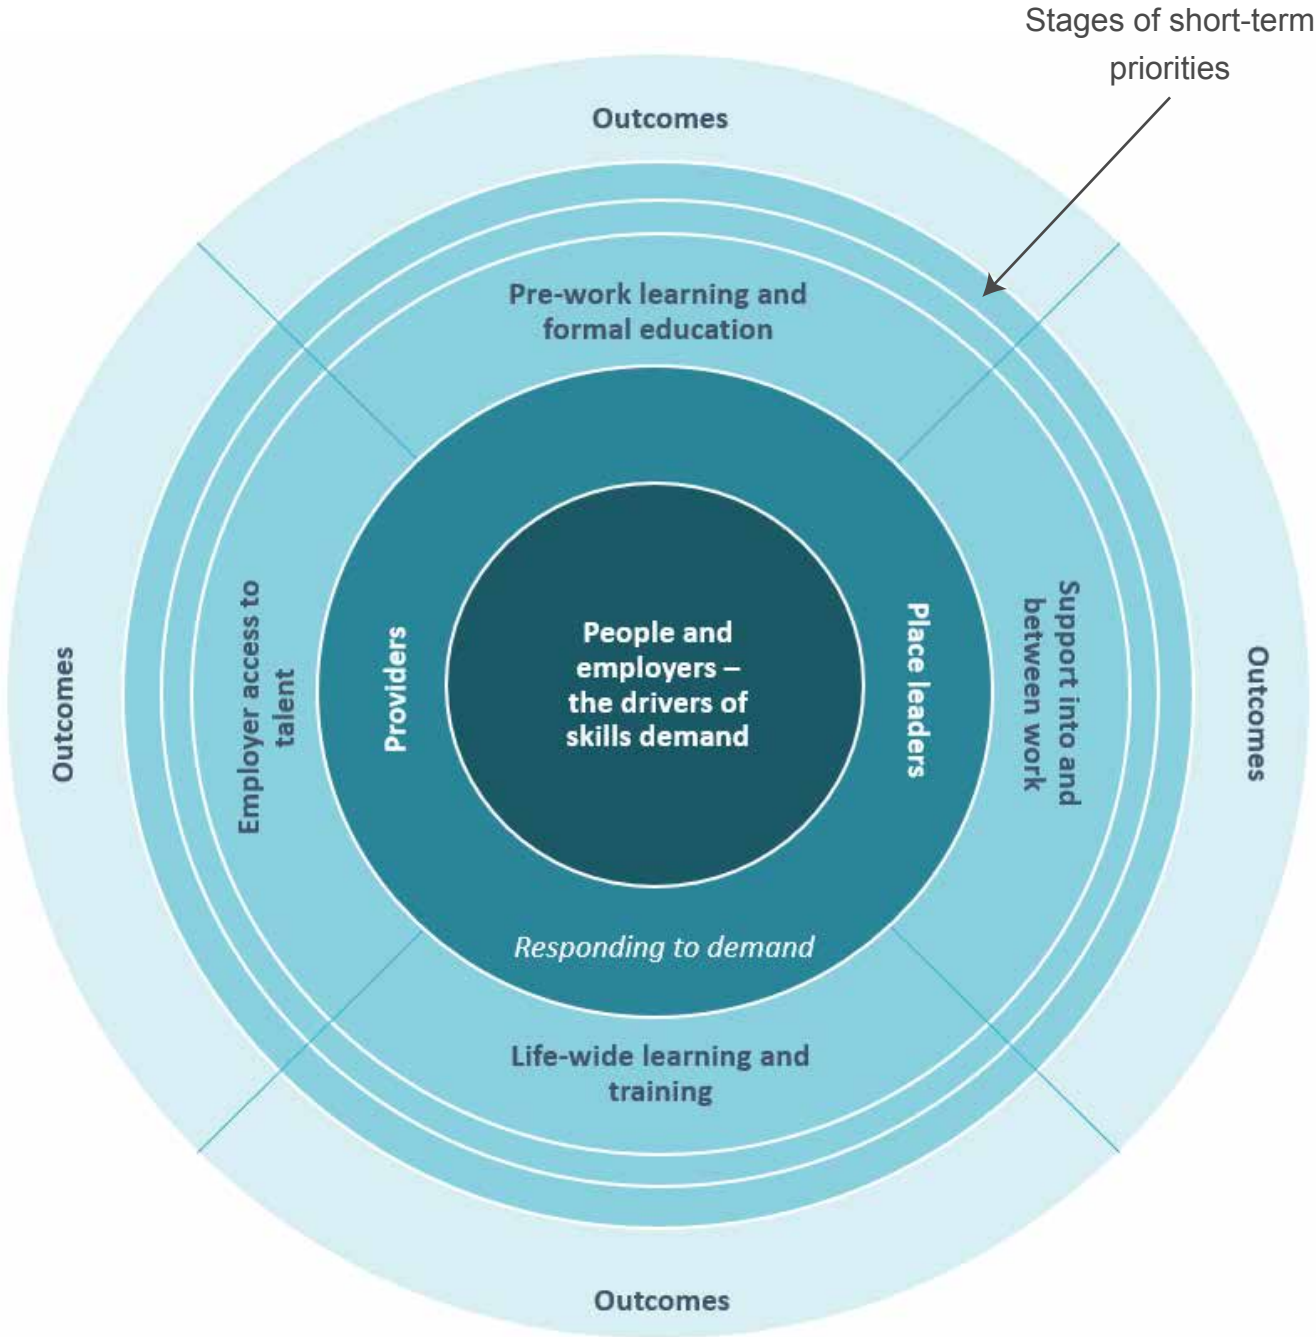 Stages of short-term
priorities
Outcomes
Pre-work learning and
formal education
Employer access to
talent
Providers
People and
employers –
the drivers of
skills demand
Place leaders
Support into and
between work
Outcomes
Outcomes
Responding to demand
Life-wide learning and
training
Outcomes